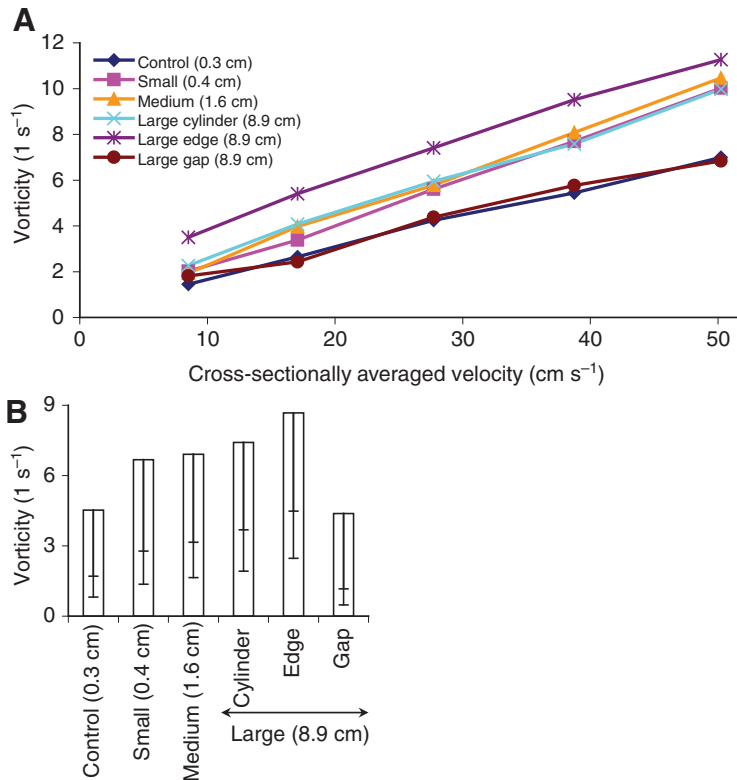 A
12
10
8
6
4
2
0
Vorticity (1 s⁻¹)
Control (0.3 cm)
Small (0.4 cm)
Medium (1.6 cm)
Large cylinder (8.9 cm)
Large edge (8.9 cm)
Large gap (8.9 cm)
0 10 20 30 40 50
Cross-sectionally averaged velocity (cm s⁻¹)
B
9
6
3
0
Vorticity (1 s⁻¹)
Control (0.3 cm)
Small (0.4 cm)
Medium (1.6 cm)
Cylinder
Edge
Gap
Large (8.9 cm)